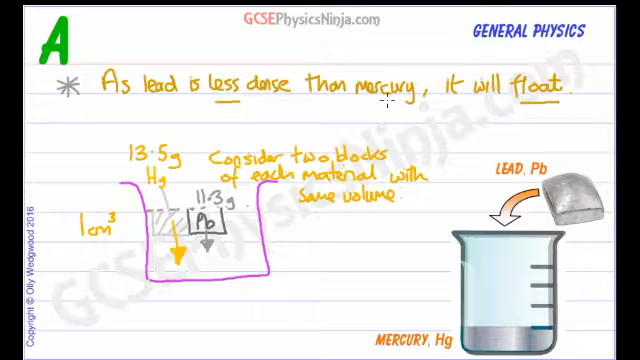 GCSEPhysicsNinja.com
GENERAL PHYSICS
A
* As lead is less dense than mercury, it will float.
13.5g
Hg
Consider two blocks
of each material with
same volume.
11.3g
Pb
1cm³
LEAD, Pb
MERCURY, Hg
Copyright © Olly Wedgwood 2016
GCSEPhysicsNinja.com